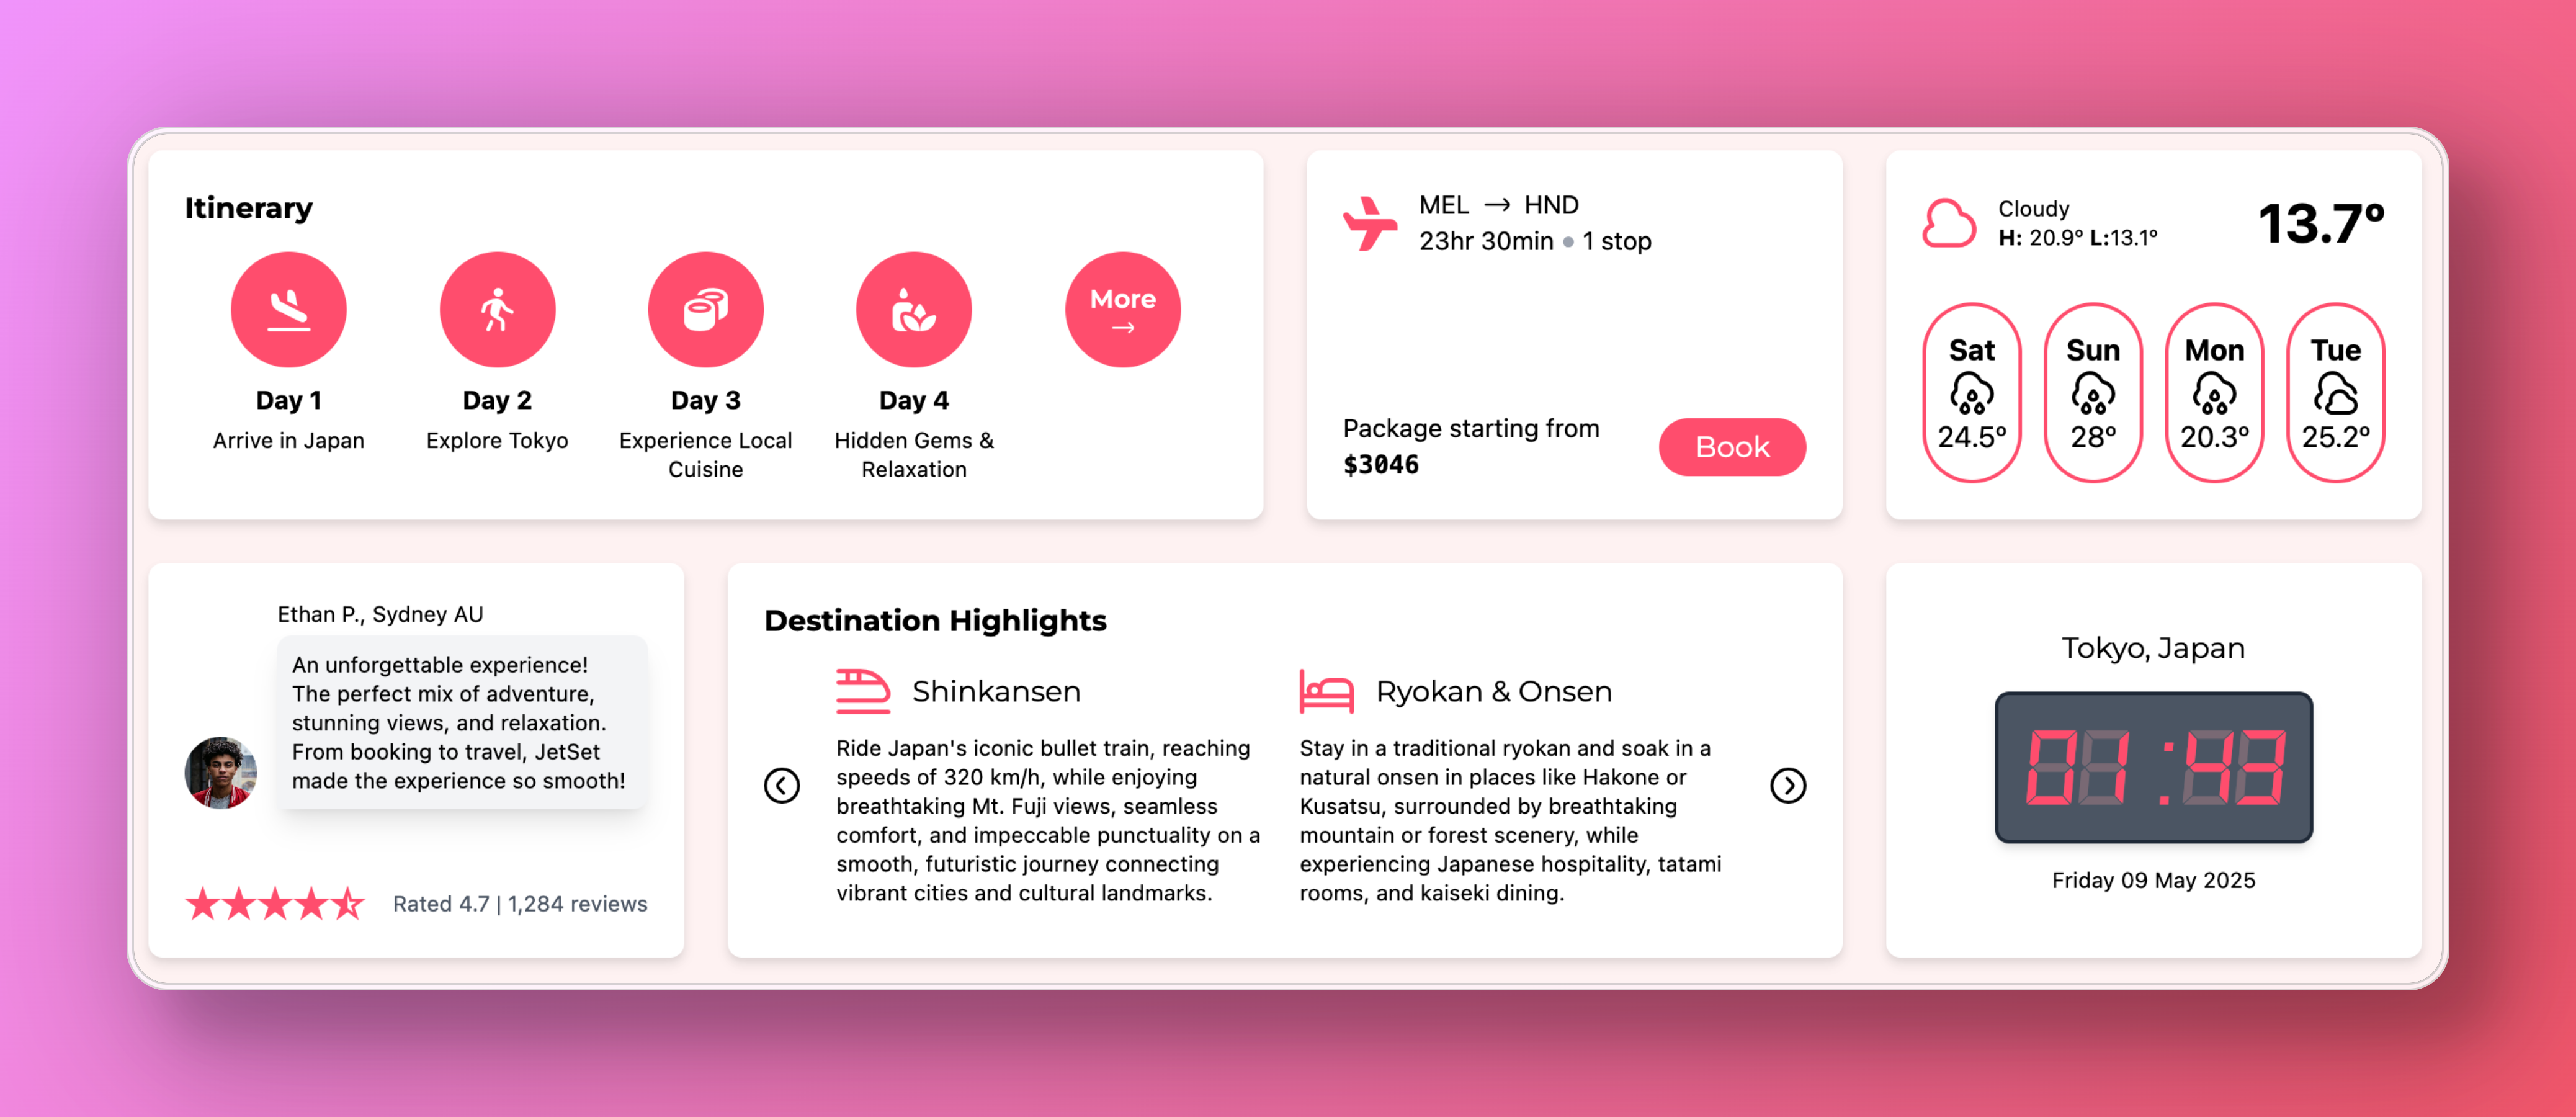 Itinerary
More
→
Day 1
Arrive in Japan
Day 2
Explore Tokyo
Day 3
Experience Local
Cuisine
Day 4
Hidden Gems &
Relaxation
MEL → HND
23hr 30min • 1 stop
Package starting from
$3046
Book
Cloudy
H: 20.9° L:13.1°
13.7°
Sat
24.5°
Sun
28°
Mon
20.3°
Tue
25.2°
Ethan P., Sydney AU
An unforgettable experience!
The perfect mix of adventure,
stunning views, and relaxation.
From booking to travel, JetSet
made the experience so smooth!
Rated 4.7 | 1,284 reviews
Destination Highlights
Shinkansen
Ride Japan's iconic bullet train, reaching
speeds of 320 km/h, while enjoying
breathtaking Mt. Fuji views, seamless
comfort, and impeccable punctuality on a
smooth, futuristic journey connecting
vibrant cities and cultural landmarks.
Ryokan & Onsen
Stay in a traditional ryokan and soak in a
natural onsen in places like Hakone or
Kusatsu, surrounded by breathtaking
mountain or forest scenery, while
experiencing Japanese hospitality, tatami
rooms, and kaiseki dining.
Tokyo, Japan
01:43
Friday 09 May 2025